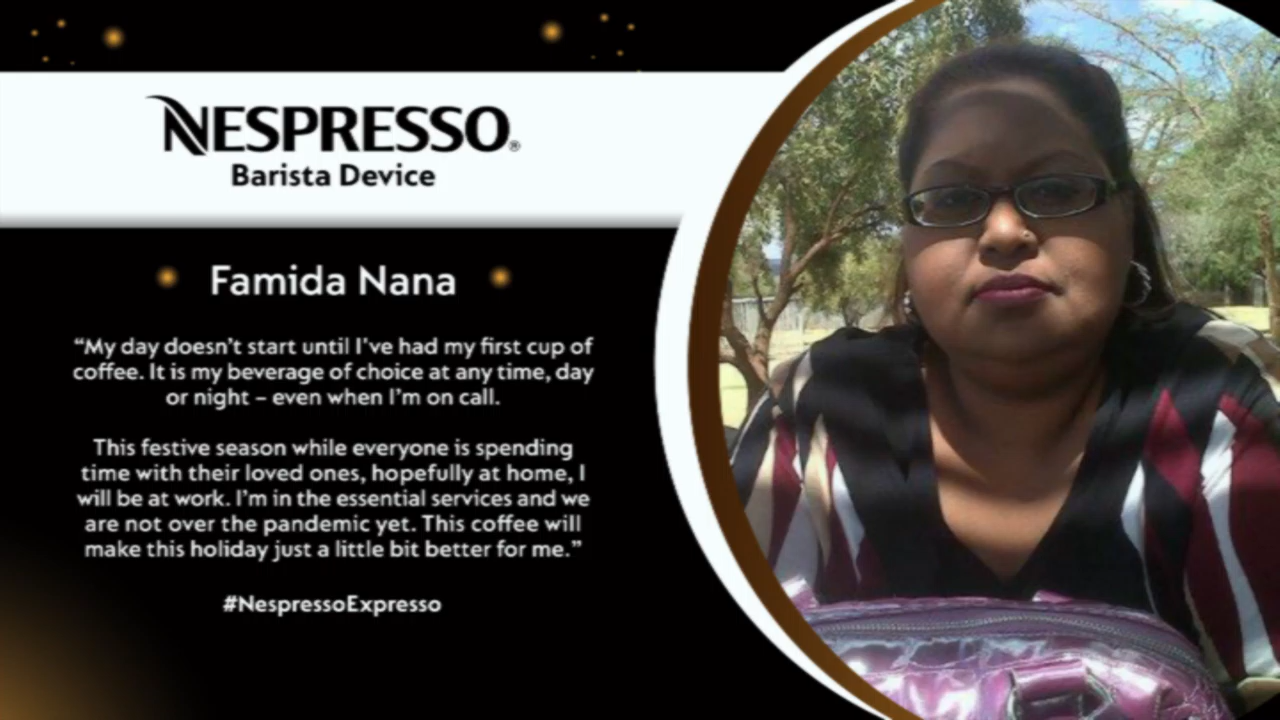 NESPRESSO®
Barista Device
Famida Nana
“My day doesn’t start until I’ve had my first cup of
coffee. It is my beverage of choice at any time, day
or night – even when I’m on call.
This festive season while everyone is spending
time with their loved ones, hopefully at home, I
will be at work. I’m in the essential services and we
are not over the pandemic yet. This coffee will
make this holiday just a little bit better for me.”
#NespressoExpresso